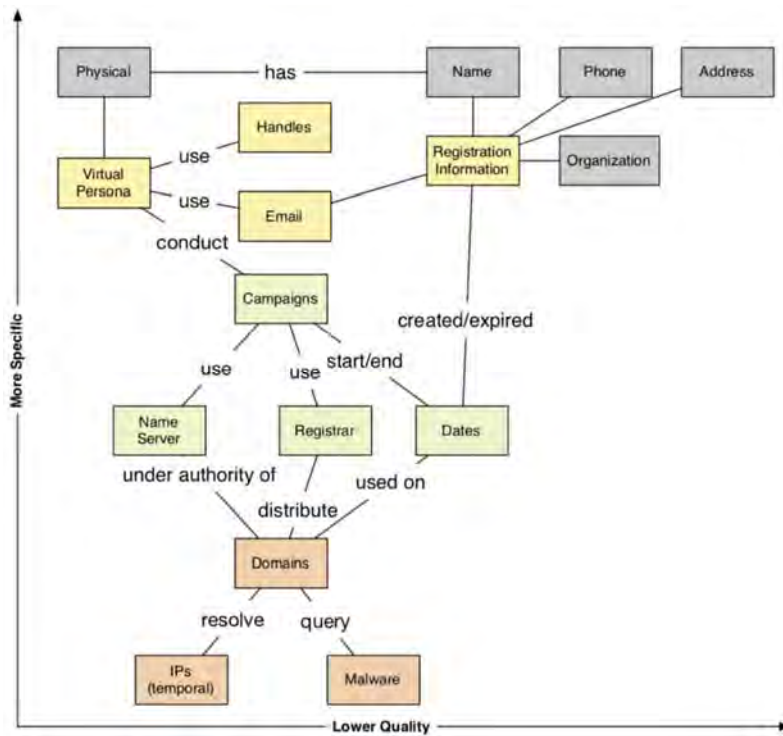 Physical
has
Name
Phone
Address
Handles
use
Virtual
Persona
use
Email
Registration
Information
Organization
conduct
Campaigns
created/expired
start/end
use
use
Name
Server
Registrar
Dates
under authority of
used on
distribute
Domains
resolve
query
IPs
(temporal)
Malware
More Specific
Lower Quality